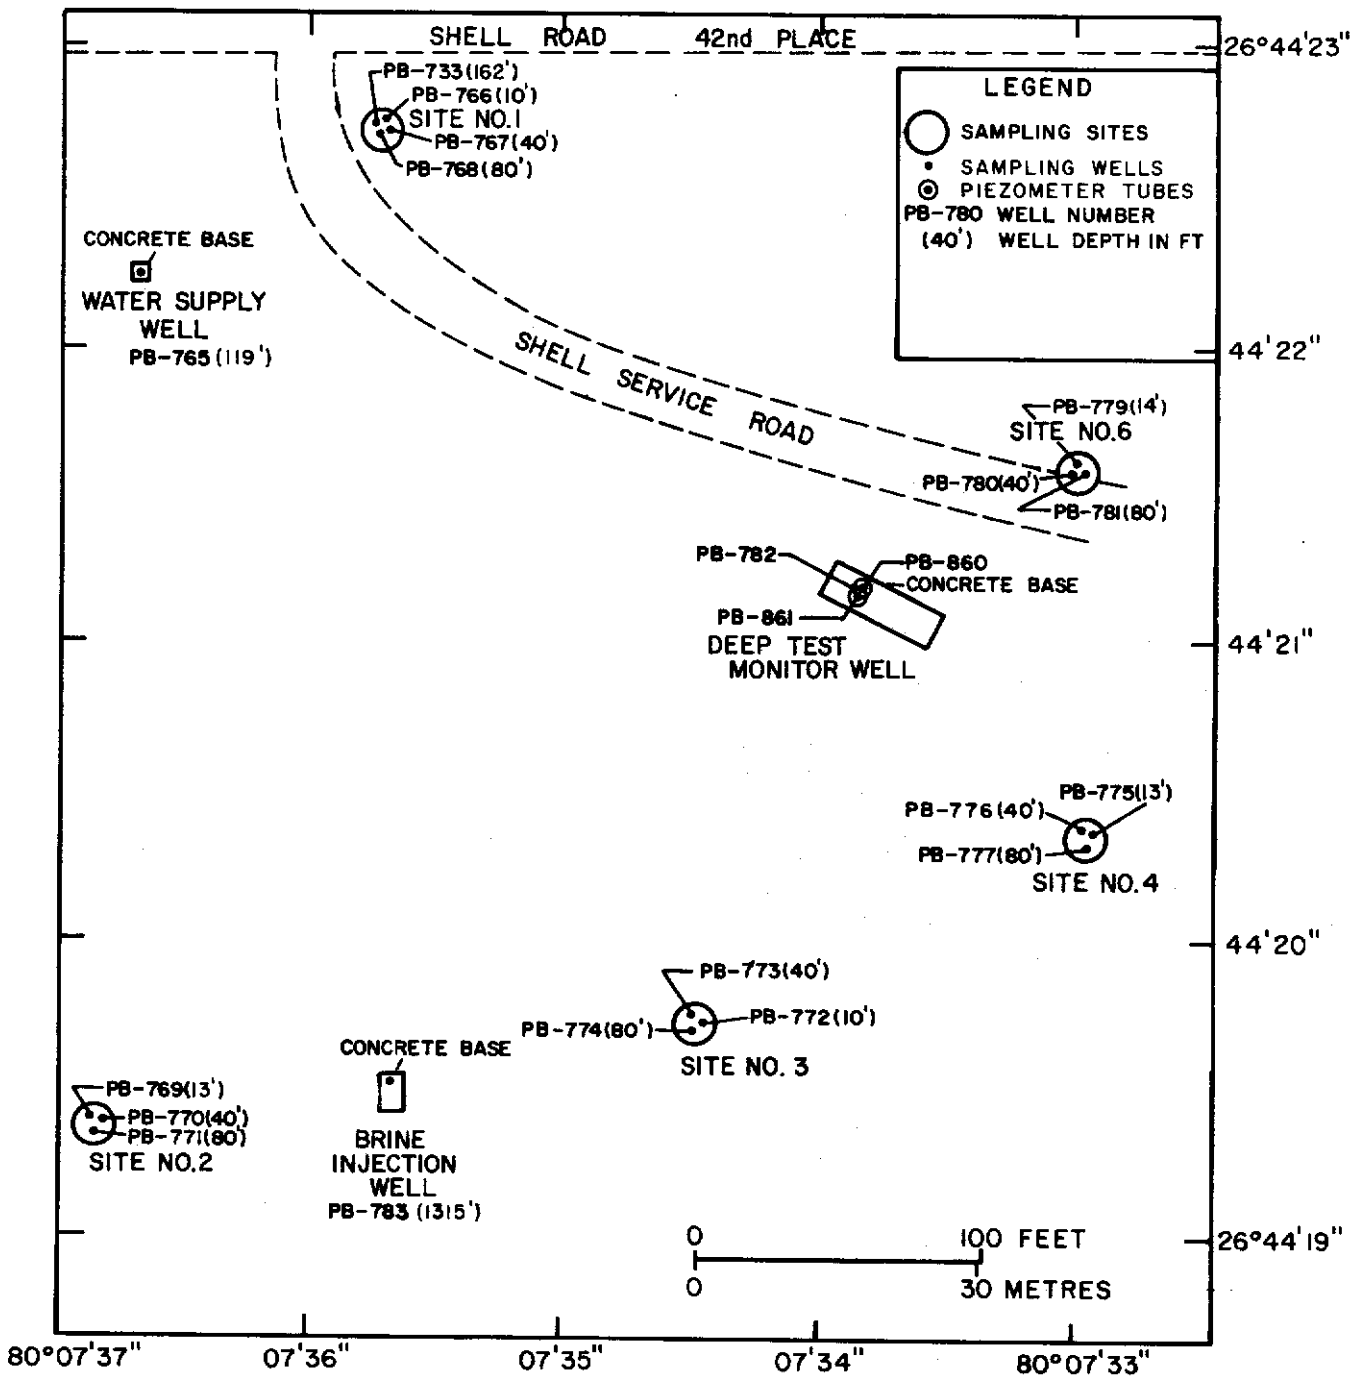 SHELL ROAD 42nd PLACE
26°44'23"
PB-733(162')
PB-766(10')
SITE NO.1
PB-767(40')
PB-768(80')
LEGEND
SAMPLING SITES
SAMPLING WELLS
PIEZOMETER TUBES
PB-780 WELL NUMBER
(40') WELL DEPTH IN FT
CONCRETE BASE
WATER SUPPLY
WELL
PB-765 (119')
44'22"
SHELL SERVICE ROAD
PB-779(14')
SITE NO.6
PB-780(40')
PB-781(80')
PB-782
PB-860
CONCRETE BASE
PB-861
DEEP TEST
MONITOR WELL
44'21"
PB-775(13')
PB-776(40')
PB-777(80')
SITE NO.4
44'20"
PB-773(40')
PB-772(10')
PB-774(80')
SITE NO. 3
CONCRETE BASE
PB-769(13')
PB-770(40')
PB-771(80')
SITE NO.2
BRINE
INJECTION
WELL
PB-783 (1315')
0 100 FEET
0 30 METRES
26°44'19"
80°07'37" 07'36" 07'35" 07'34" 80°07'33"